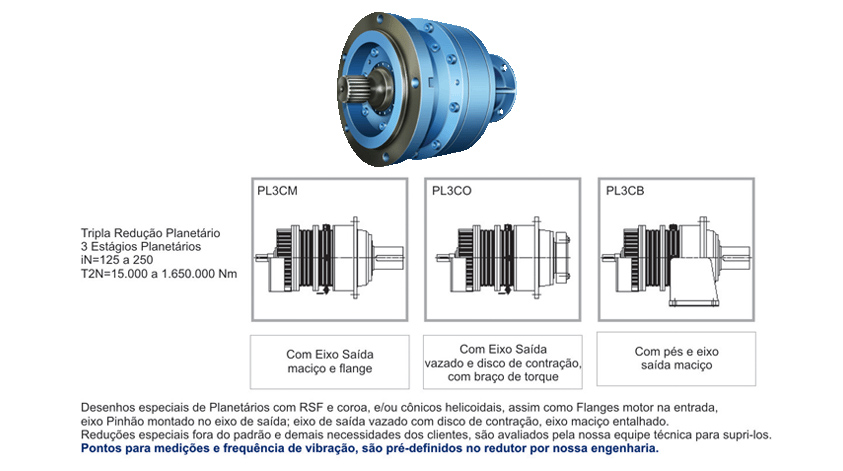 PL3CM
PL3CO
PL3CB
Tripla Redução Planetário
3 Estágios Planetários
iN=125 a 250
T2N=15.000 a 1.650.000 Nm
Com Eixo Saída
maciço e flange
Com Eixo Saída
vazado e disco de contração,
com braço de torque
Com pés e eixo
saída maciço
Desenhos especiais de Planetários com RSF e coroa, e/ou cônicos helicoidais, assim como Flanges motor na entrada,
eixo Pinhão montado no eixo de saída; eixo de saída vazado com disco de contração, eixo maciço entalhado.
Reduções especiais fora do padrão e demais necessidades dos clientes, são avaliados pela nossa equipe técnica para supri-los.
Pontos para medições e frequência de vibração, são pré-definidos no redutor por nossa engenharia.